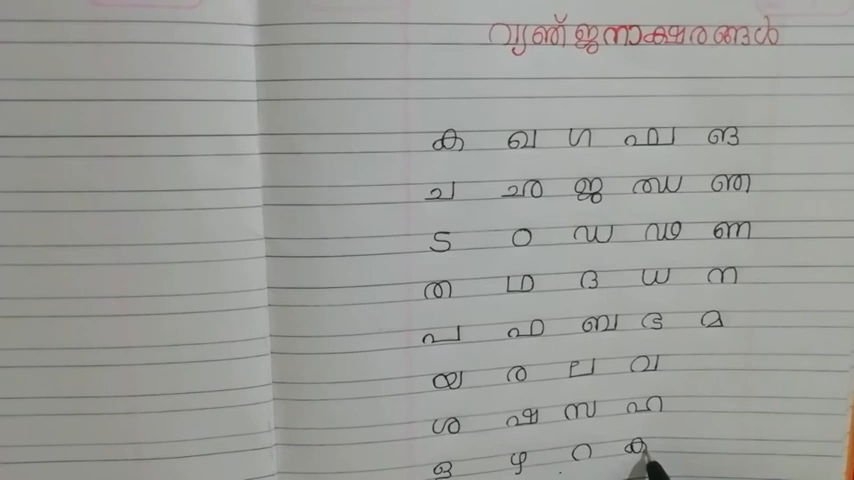 വ്യഞ്ജനാക്ഷരങ്ങൾ
ക ഖ ഗ ഘ ങ
ച ഛ ജ ഝ ഞ
ട ഠ ഡ ഢ ണ
ത ഥ ദ ധ ന
പ ഫ ബ ഭ മ
യ ര ല വ
ശ ഷ സ ഹ
ള ഴ റ